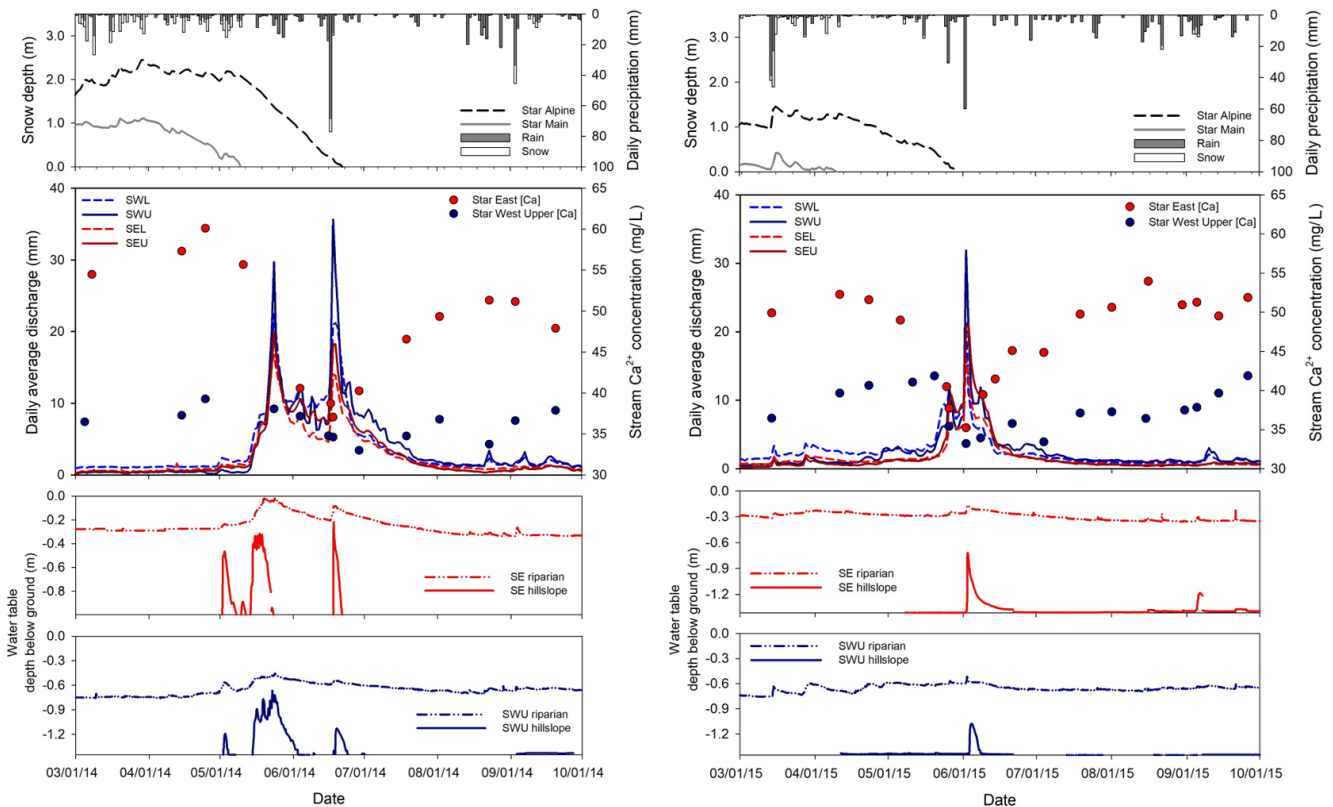 Snow depth (m)
3.0
2.0
1.0
0.0
Star Alpine
Star Main
Rain
Snow
0
20
40
60
80
100
Daily precipitation (mm)
Daily average discharge (mm)
40
30
20
10
0
SWL
SWU
SEL
SEU
Star East [Ca]
Star West Upper [Ca]
65
60
55
50
45
40
35
30
Stream Ca²⁺ concentration (mg/L)
Water table
depth below ground (m)
0.0
-0.2
-0.4
-0.6
-0.8
SE riparian
SE hillslope
0.0
-0.3
-0.6
-0.9
-1.2
SWU riparian
SWU hillslope
03/01/14 04/01/14 05/01/14 06/01/14 07/01/14 08/01/14 09/01/14 10/01/14
Date
Snow depth (m)
3.0
2.0
1.0
0.0
Star Alpine
Star Main
Rain
Snow
0
20
40
60
80
100
Daily precipitation (mm)
Daily average discharge (mm)
40
30
20
10
0
SWL
SWU
SEL
SEU
Star East [Ca]
Star West Upper [Ca]
65
60
55
50
45
40
35
30
Stream Ca²⁺ concentration (mg/L)
Water table
depth below ground (m)
0.0
-0.3
-0.6
-0.9
-1.2
SE riparian
SE hillslope
0.0
-0.3
-0.6
-0.9
-1.2
SWU riparian
SWU hillslope
03/01/15 04/01/15 05/01/15 06/01/15 07/01/15 08/01/15 09/01/15 10/01/15
Date